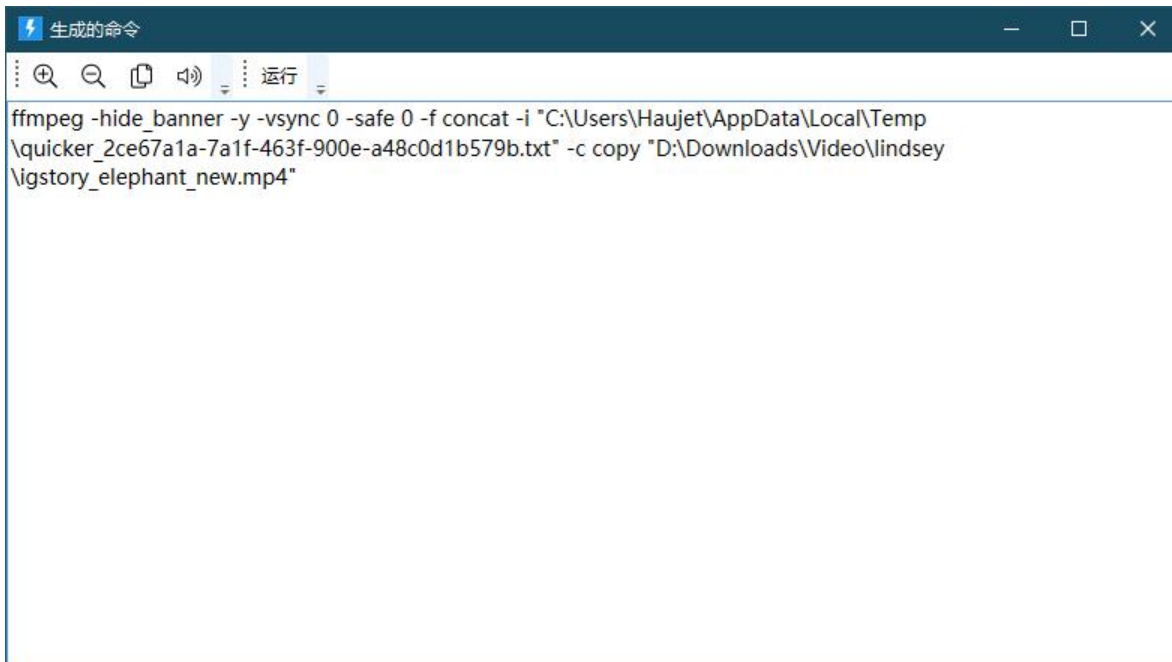 生成的命令
运行
ffmpeg -hide_banner -y -vsync 0 -safe 0 -f concat -i "C:\Users\Haujet\AppData\Local\Temp
\quicker_2ce67a1a-7a1f-463f-900e-a48c0d1b579b.txt" -c copy "D:\Downloads\Video\lindsey
\igstory_elephant_new.mp4"